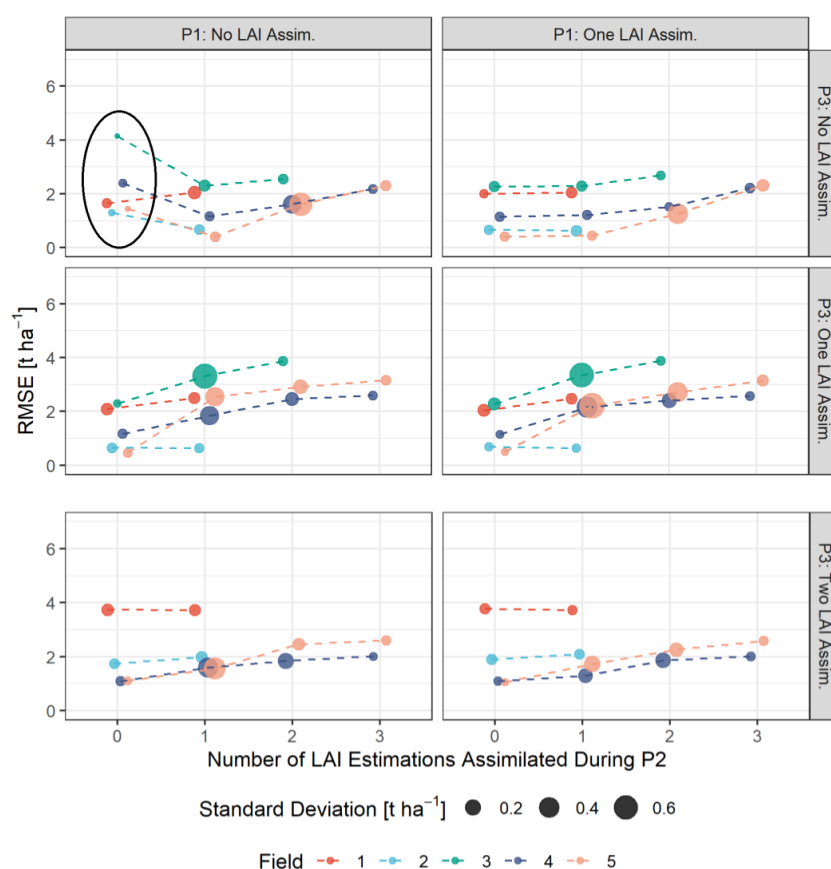 P1: No LAI Assim.
P1: One LAI Assim.
6
4
2
0
P3: No LAI Assim.
6
4
2
0
P3: One LAI Assim.
RMSE [t ha⁻¹]
6
4
2
0
P3: Two LAI Assim.
0 1 2 3 0 1 2 3
Number of LAI Estimations Assimilated During P2
Standard Deviation [t ha⁻¹] 0.2 0.4 0.6
Field 1 2 3 4 5